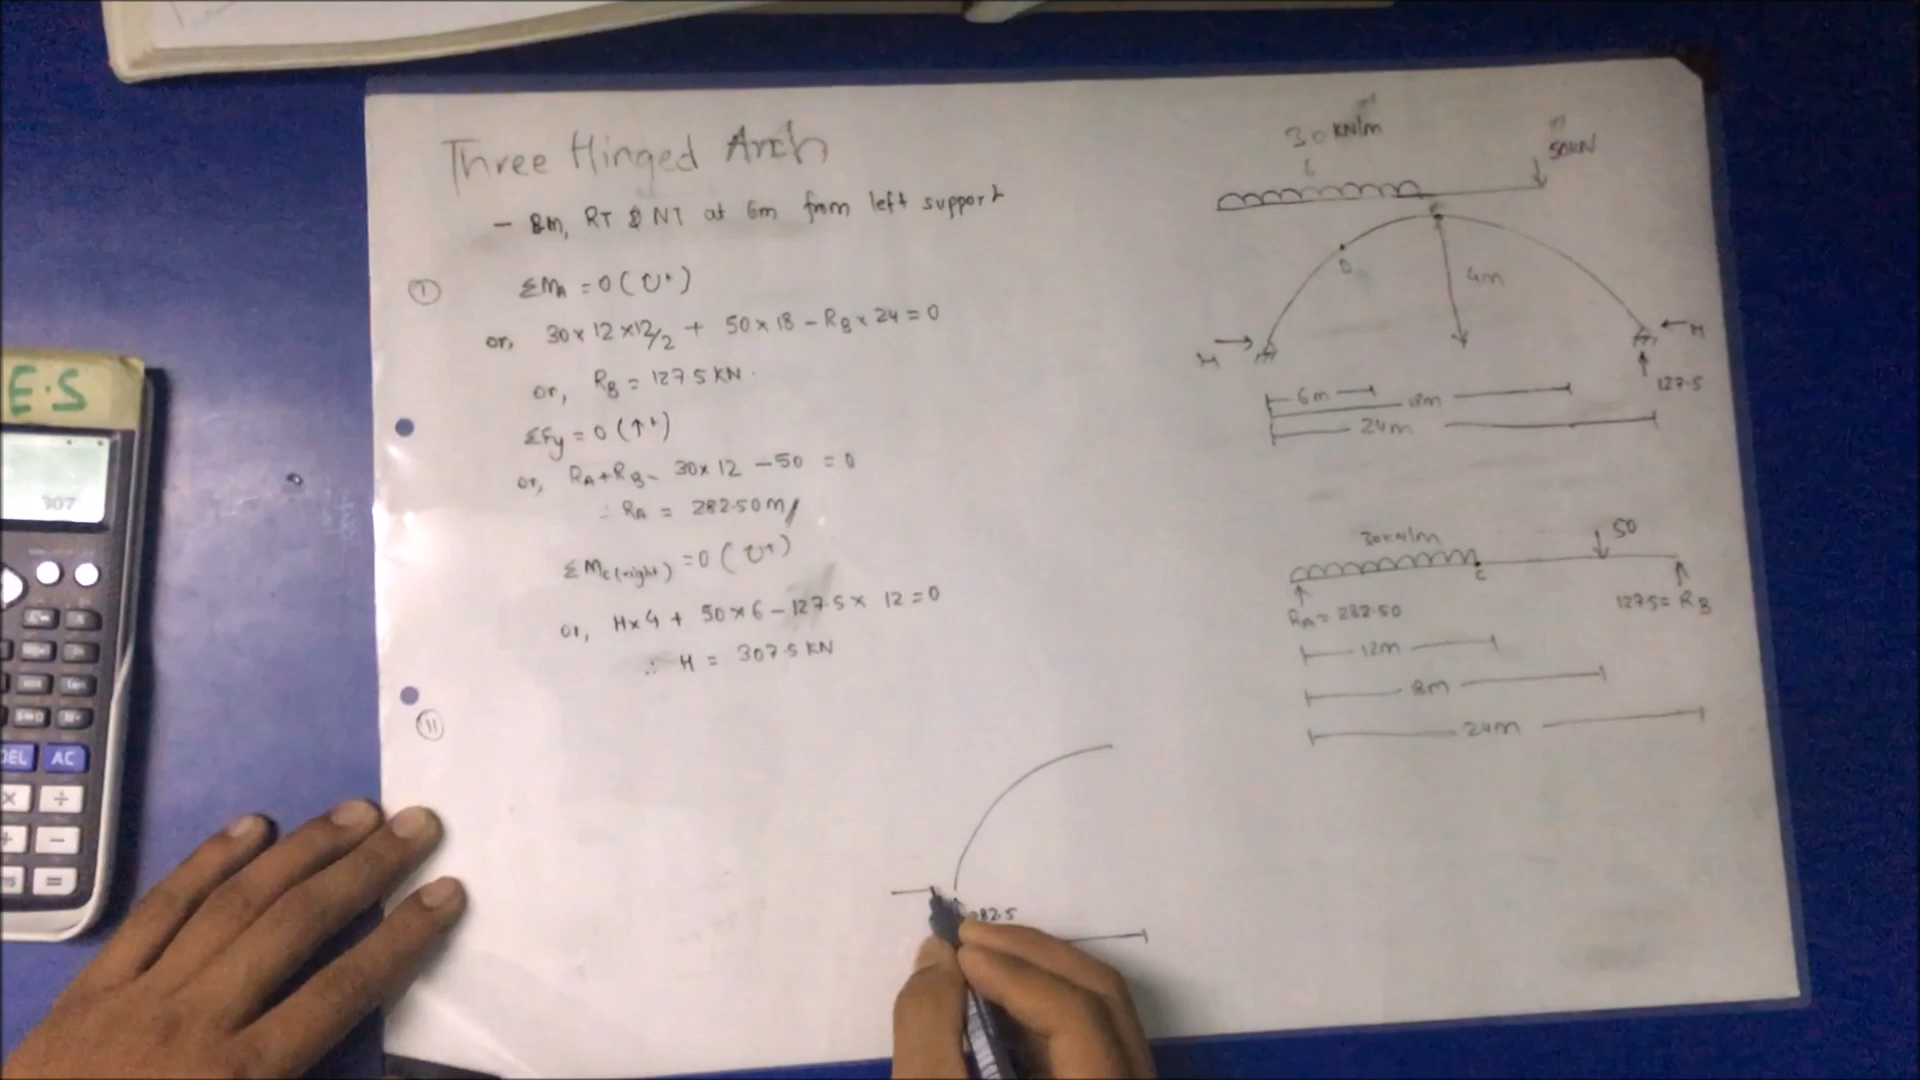 Three Hinged Arch
- BM, RT & NT at 6m from left support
I
ΣMA = 0 (↻+)
or, 30 × 12 × 12/2 + 50 × 18 - RB × 24 = 0
or, RB = 127.5 KN.
ΣFy = 0 (↑+)
or, RA + RB - 30 × 12 - 50 = 0
∴ RA = 282.50 m/
ΣMc(right) = 0 (↻+)
or, H × 4 + 50 × 6 - 127.5 × 12 = 0
∴ H = 307.5 KN
II
30 KN/m
50KN
C
D
4m
H
H
127.5
6m
18m
24m
30KN/m
50
C
RA = 282.50
127.5 = RB
12m
8m
24m
282.5
E.S
307
DEL
AC
×
÷
+
-
=